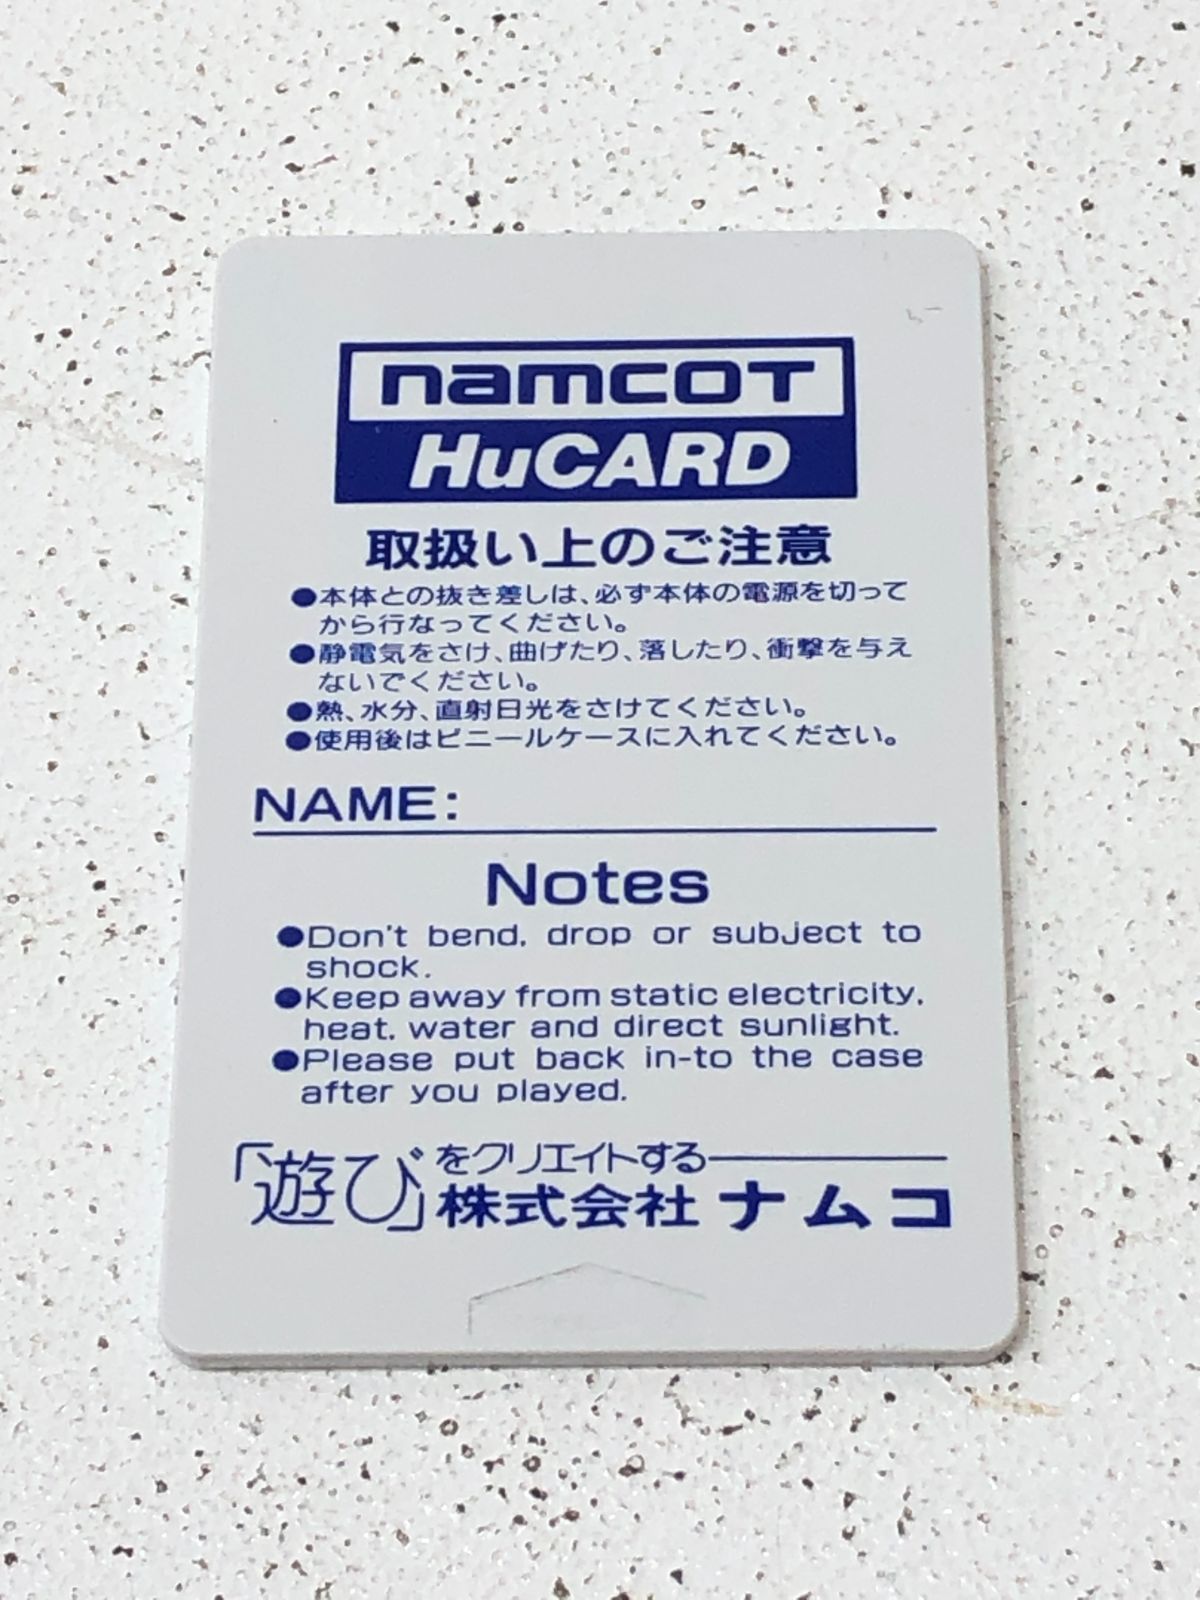 namcot
HuCARD
取扱い上のご注意
●本体との抜き差しは、必ず本体の電源を切って
から行なってください。
●静電気をさけ、曲げたり、落したり、衝撃を与え
ないでください。
●熱、水分、直射日光をさけてください。
●使用後はビニールケースに入れてください。
NAME:
Notes
●Don't bend, drop or subject to
shock.
●Keep away from static electricity,
heat, water and direct sunlight.
●Please put back in-to the case
after you played.
「遊び」をクリエイトする
株式会社ナムコ